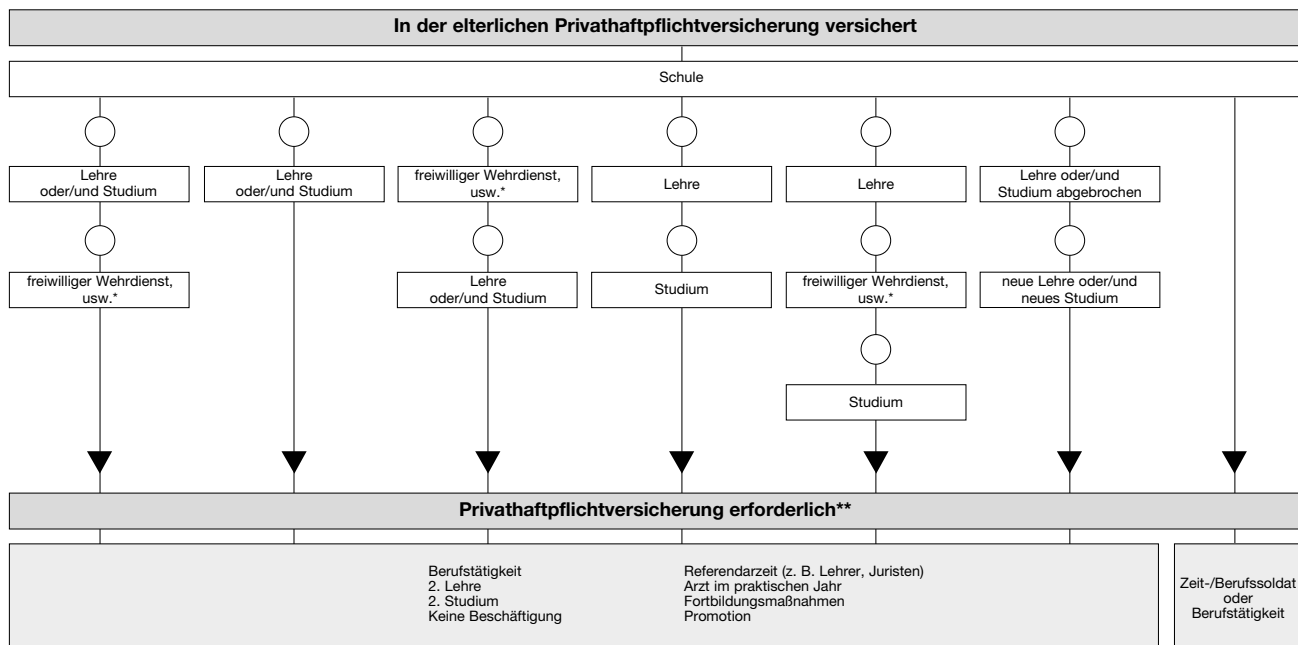 In der elterlichen Privathaftpflichtversicherung versichert
Schule
Lehre
oder/und Studium
Lehre
oder/und Studium
freiwilliger Wehrdienst,
usw.*
Lehre
Lehre
Lehre oder/und
Studium abgebrochen
freiwilliger Wehrdienst,
usw.*
Lehre
oder/und Studium
Studium
freiwilliger Wehrdienst,
usw.*
neue Lehre oder/und
neues Studium
Studium
Privathaftpflichtversicherung erforderlich**
Berufstätigkeit
2. Lehre
2. Studium
Keine Beschäftigung
Referendarzeit (z. B. Lehrer, Juristen)
Arzt im praktischen Jahr
Fortbildungsmaßnahmen
Promotion
Zeit-/Berufssoldat
oder
Berufstätigkeit